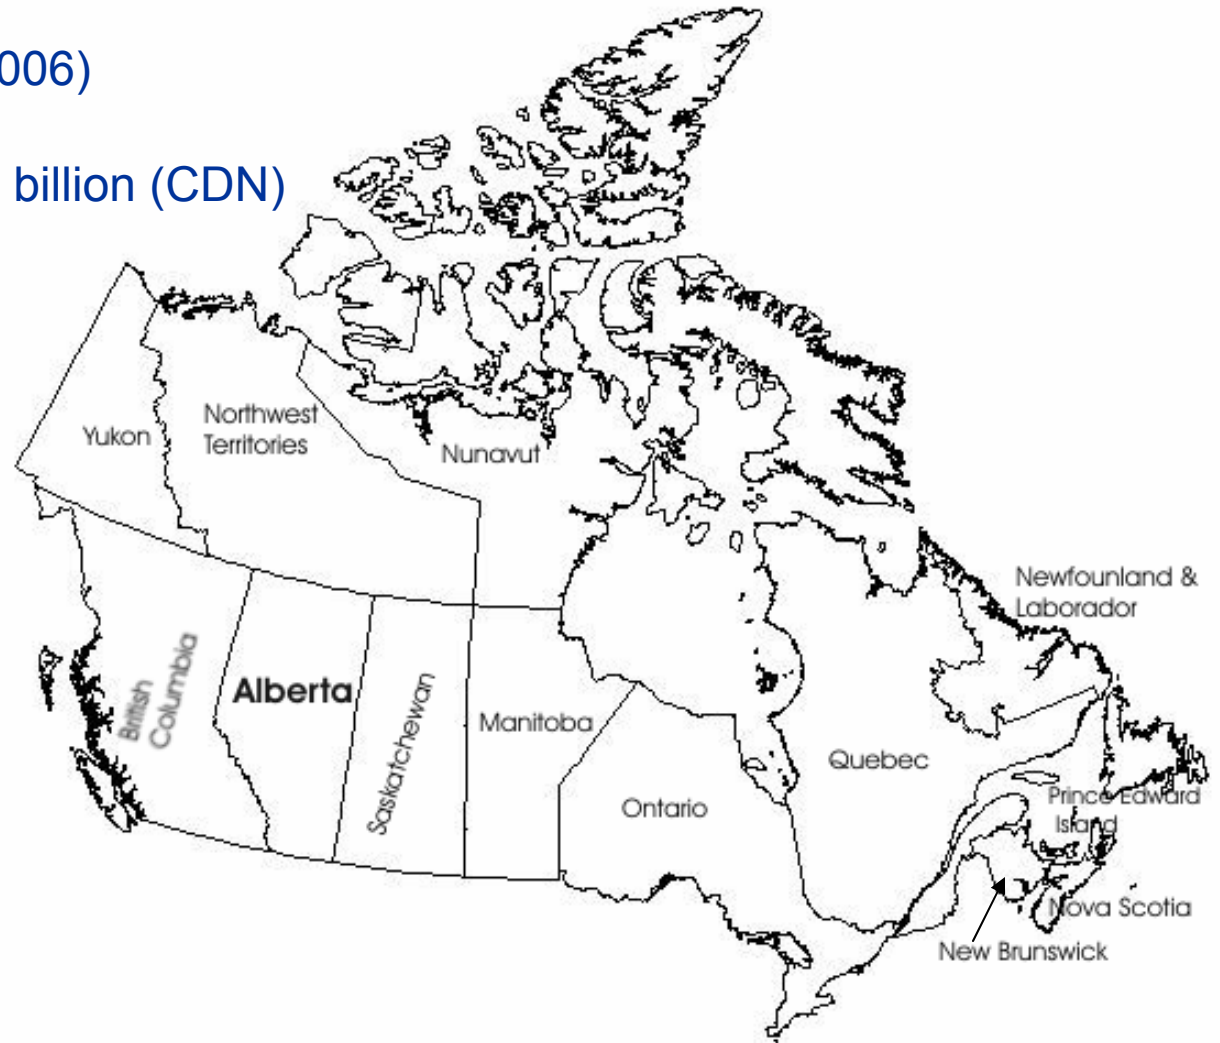 006)
billion (CDN)
Yukon
Northwest
Territories
Nunavut
Newfounland &
Laborador
British
Columbia
Alberta
Saskatchewan
Manitoba
Ontario
Quebec
Prince Edward
Island
Nova Scotia
New Brunswick